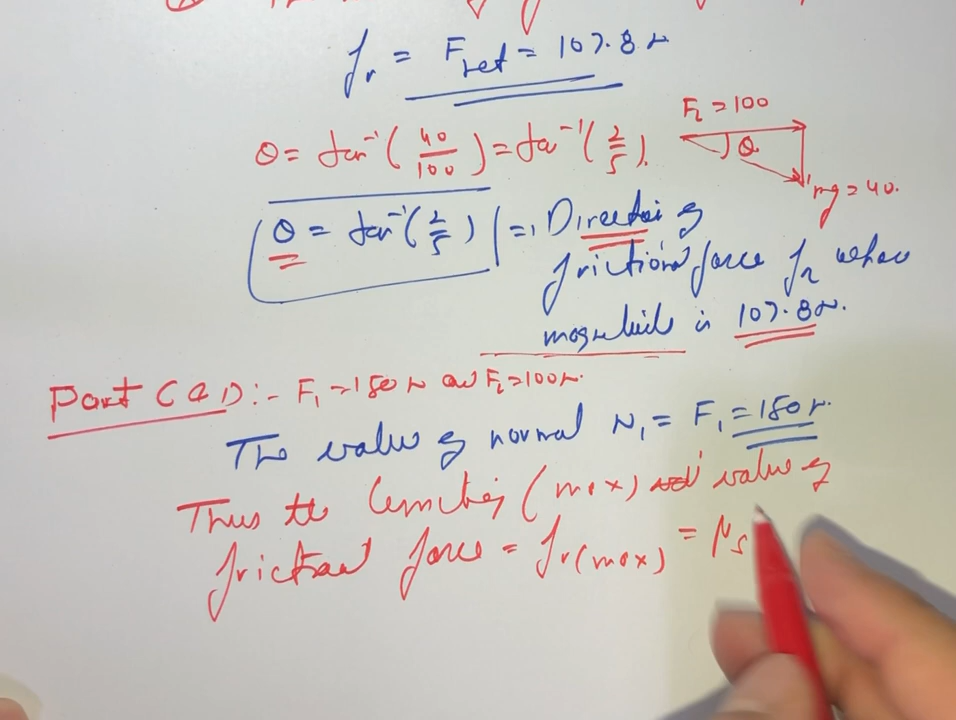 fr = Fret = 107.8 N
F2 = 100
θ = tan⁻¹(40/100) = ta⁻¹(2/5).
θ
mg = 40.
θ = tan⁻¹(2/5) =: Direction of
frictional force fr whose
magnitude is 107.8 N.
Part C & D:- F1 = 180 N and F2 = 100 N.
The value of normal N1 = F1 = 180 N.
Thus the limiting (max) value of
frictional force = fr(max) = μs